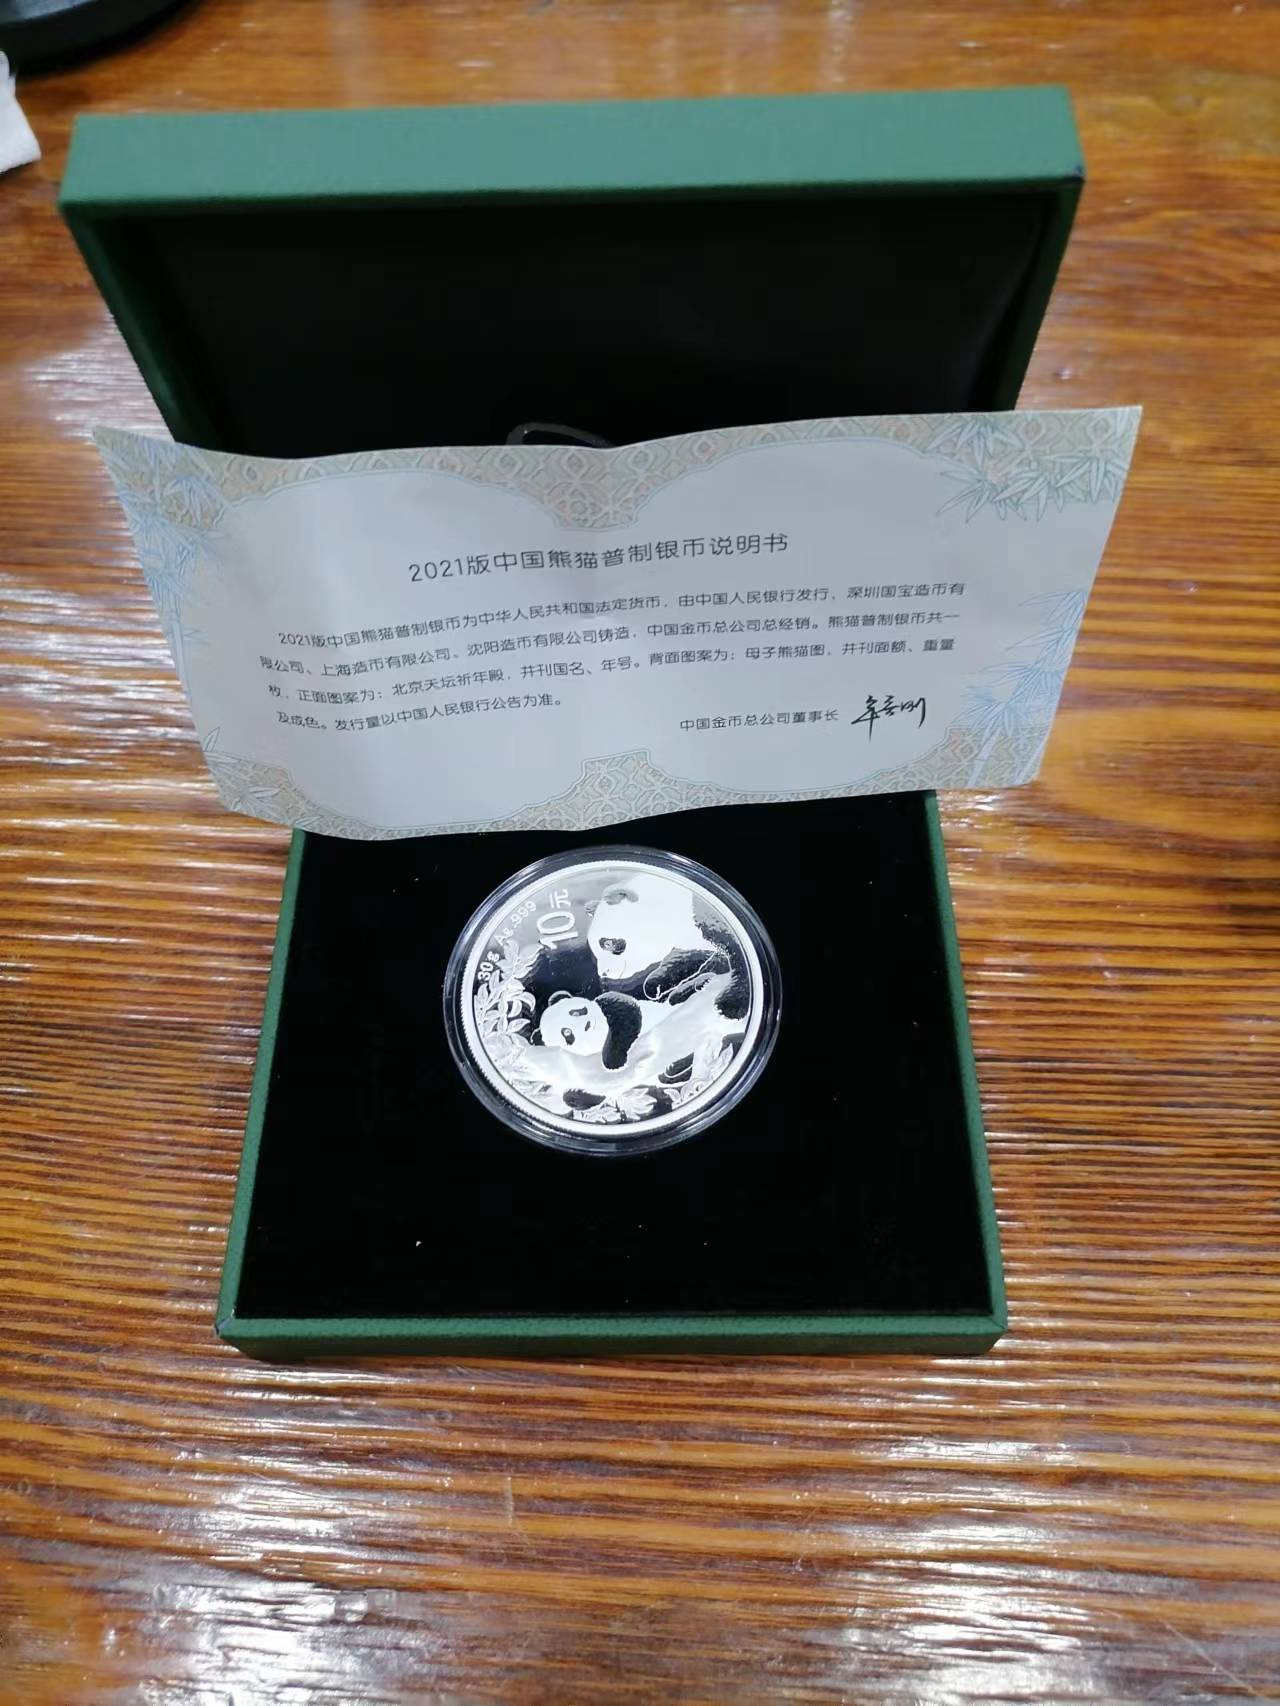 2021版中国熊猫普制银币说明书
2021版中国熊猫普制银币为中华人民共和国法定货币，由中国人民银行发行，深圳国宝造币有
限公司、上海造币有限公司、沈阳造币有限公司铸造，中国金币总公司总经销。熊猫普制银币共一
枚，正面图案为：北京天坛祈年殿，并刊国名、年号。背面图案为：母子熊猫图，并刊面额、重量
及成色。发行量以中国人民银行公告为准。
中国金币总公司董事长
30g Ag .999
10元